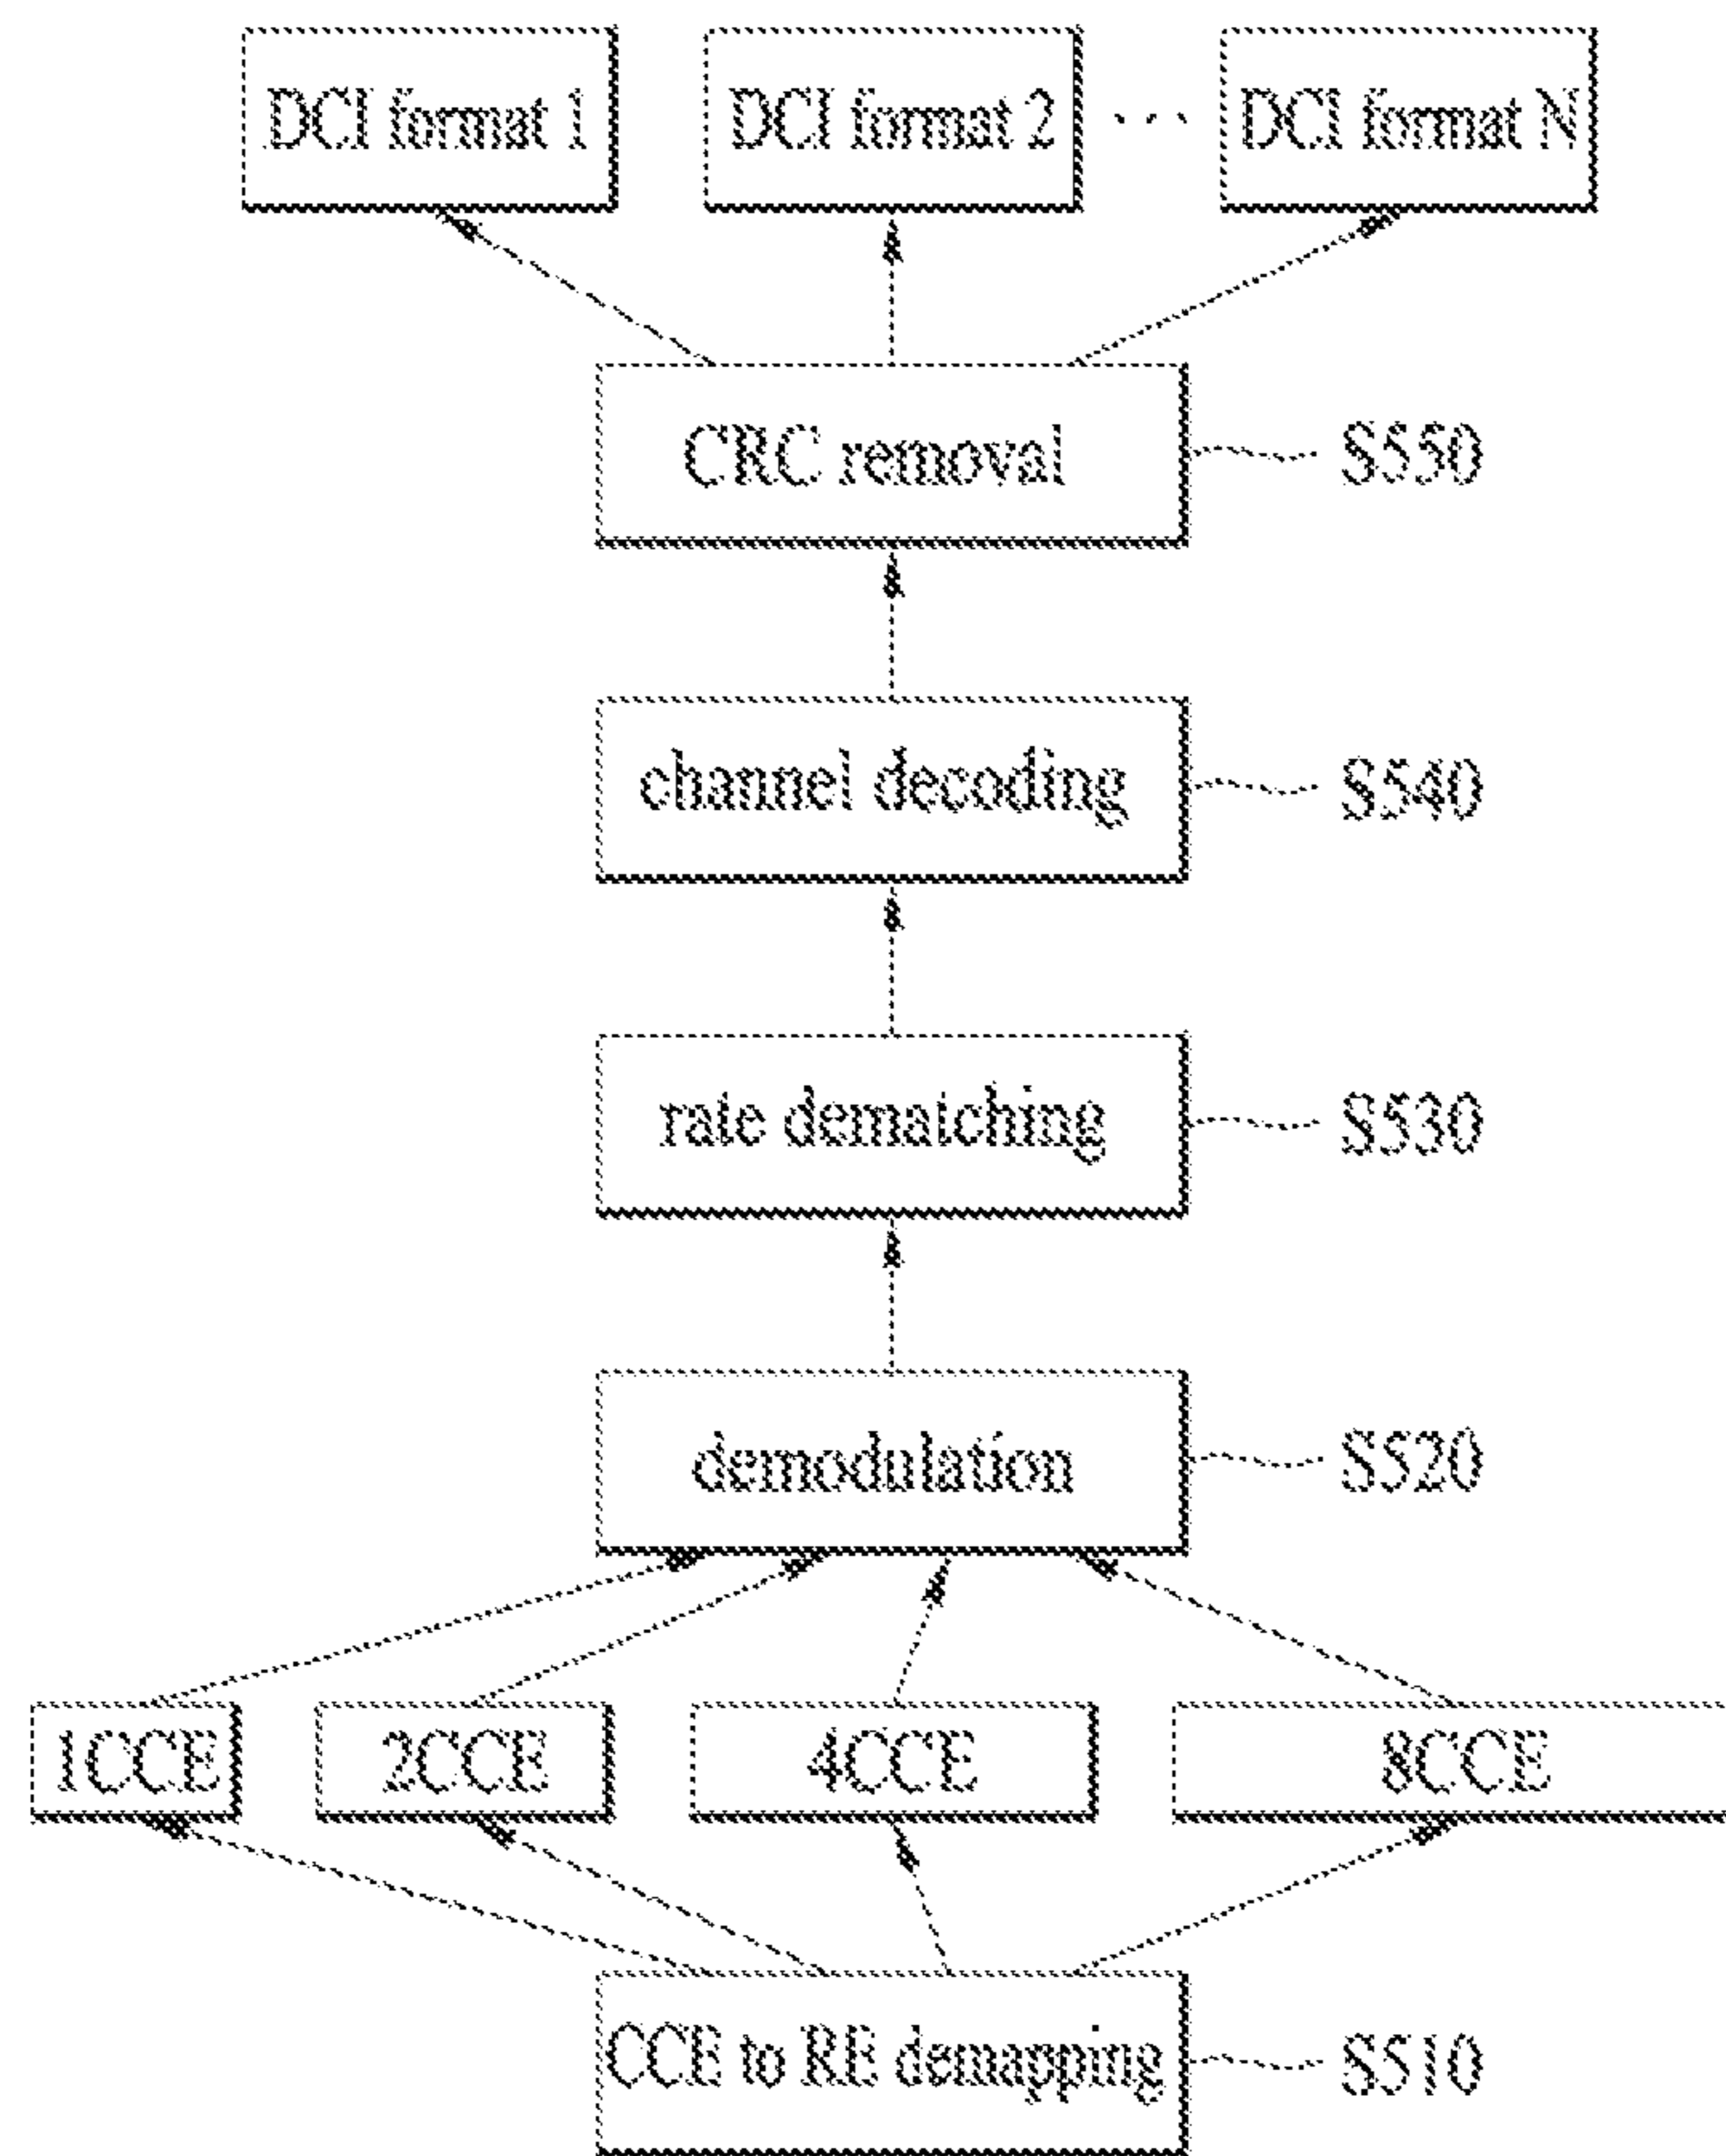 DCI format 1
DCI format 2
. . .
DCI format N
CRC removal
S550
channel decoding
S540
rate dematching
S530
demodulation
S520
1CCE
2CCE
4CCE
8CCE
CCE to RE demapping
S510